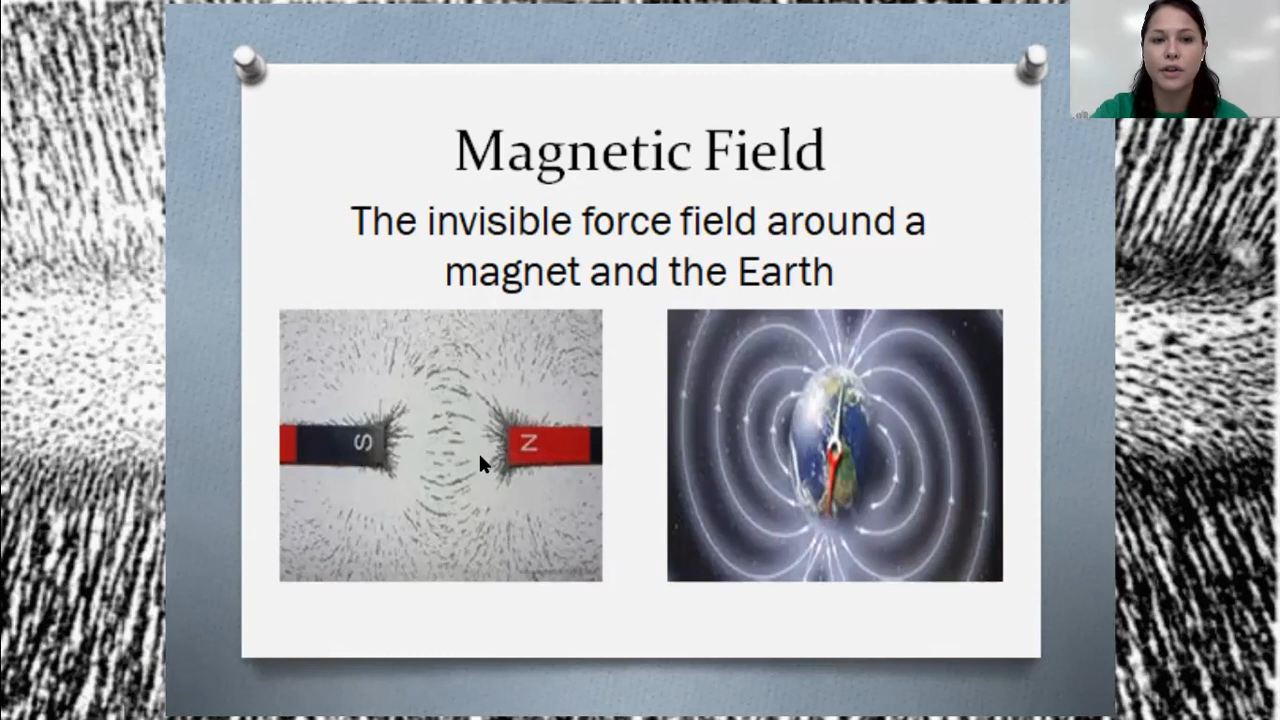 Magnetic Field
The invisible force field around a
magnet and the Earth
S
N